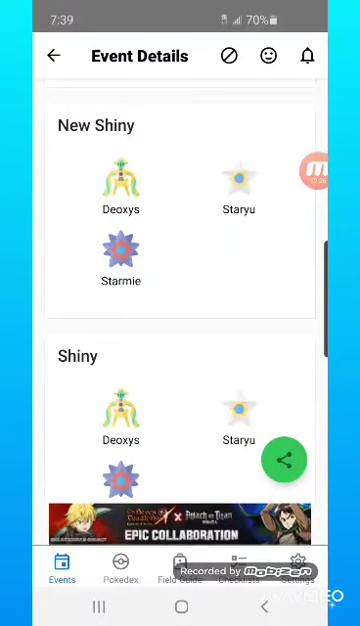 7:39 70%
Event Details
New Shiny
Deoxys Staryu
Starmie
Shiny
Deoxys Staryu
EPIC COLLABORATION
Events Pokedex Field Guide Checklists Settings
Recorded by Mobizen